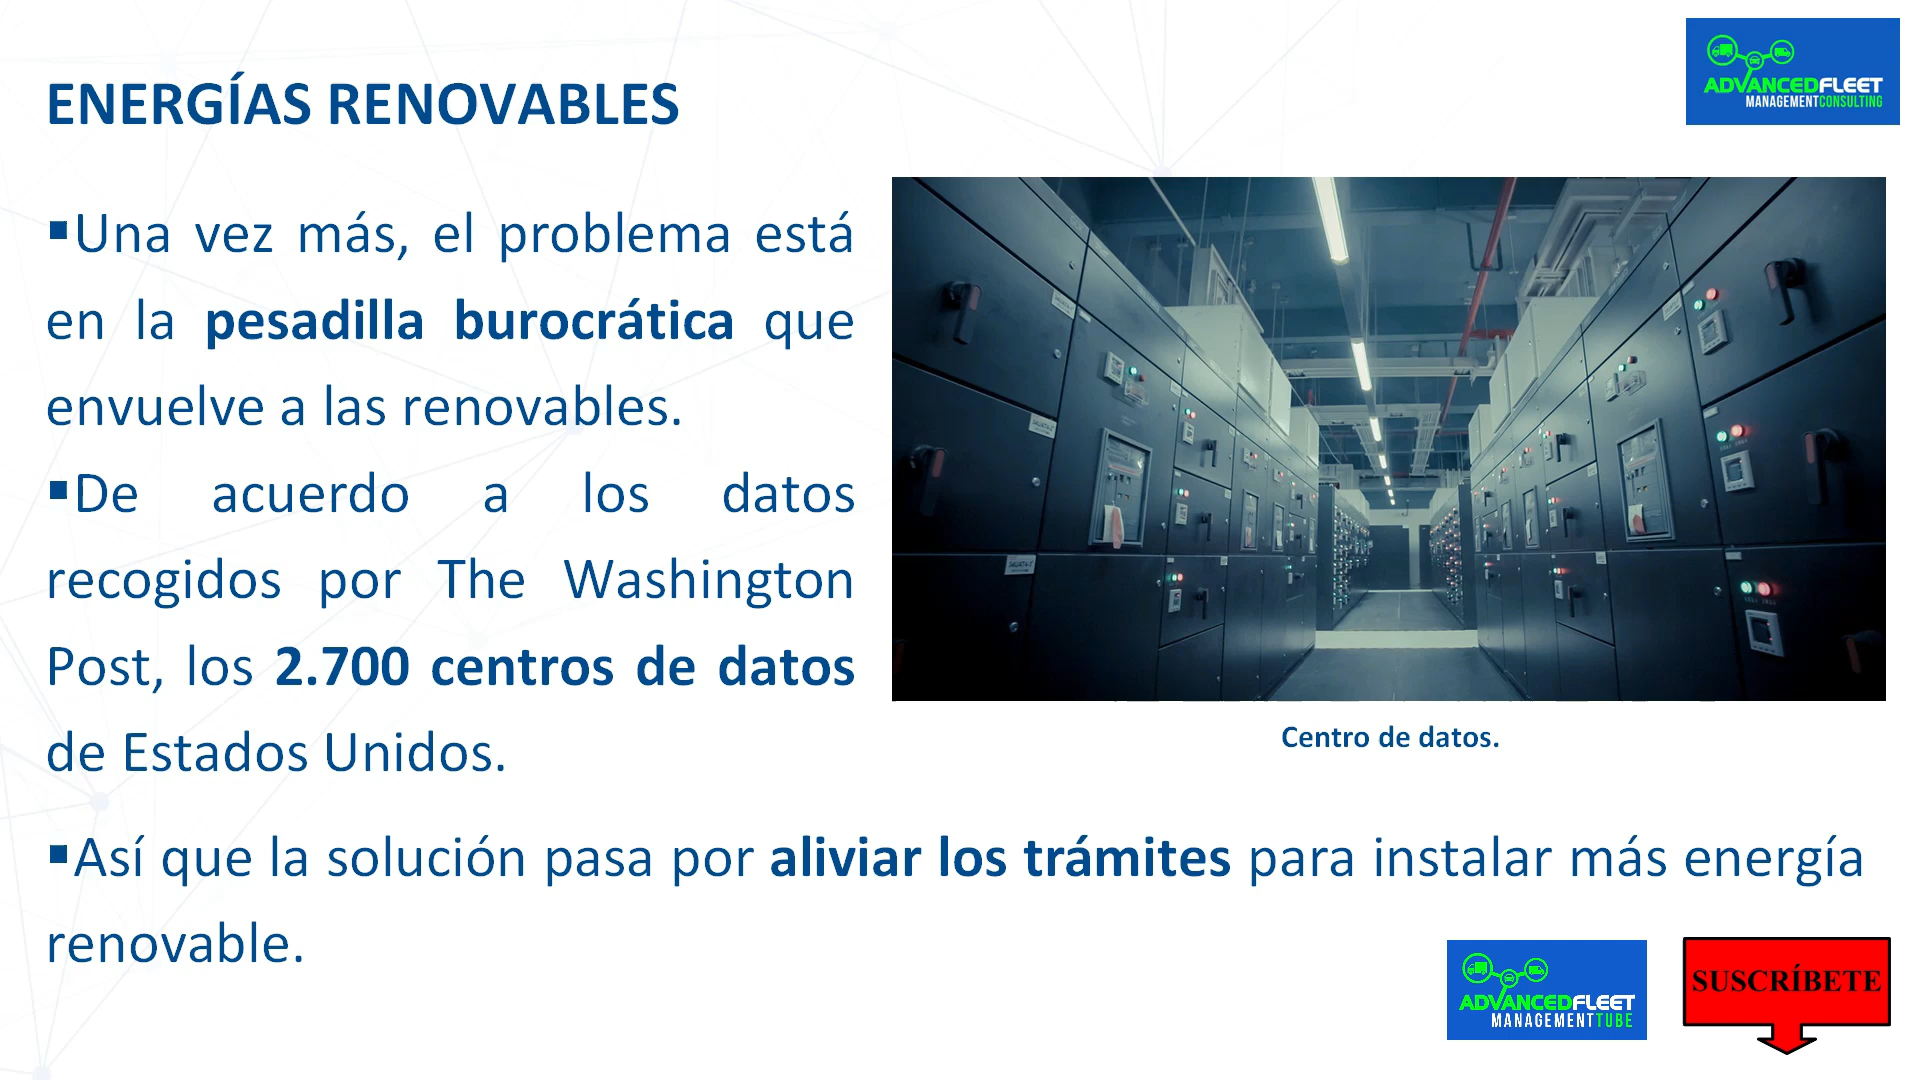 ENERGÍAS RENOVABLES
ADVANCEDFLEET
MANAGEMENTCONSULTING
▪Una vez más, el problema está
en la pesadilla burocrática que
envuelve a las renovables.
▪De acuerdo a los datos
recogidos por The Washington
Post, los 2.700 centros de datos
de Estados Unidos.
Centro de datos.
▪Así que la solución pasa por aliviar los trámites para instalar más energía
renovable.
ADVANCEDFLEET
MANAGEMENTTUBE
SUSCRÍBETE